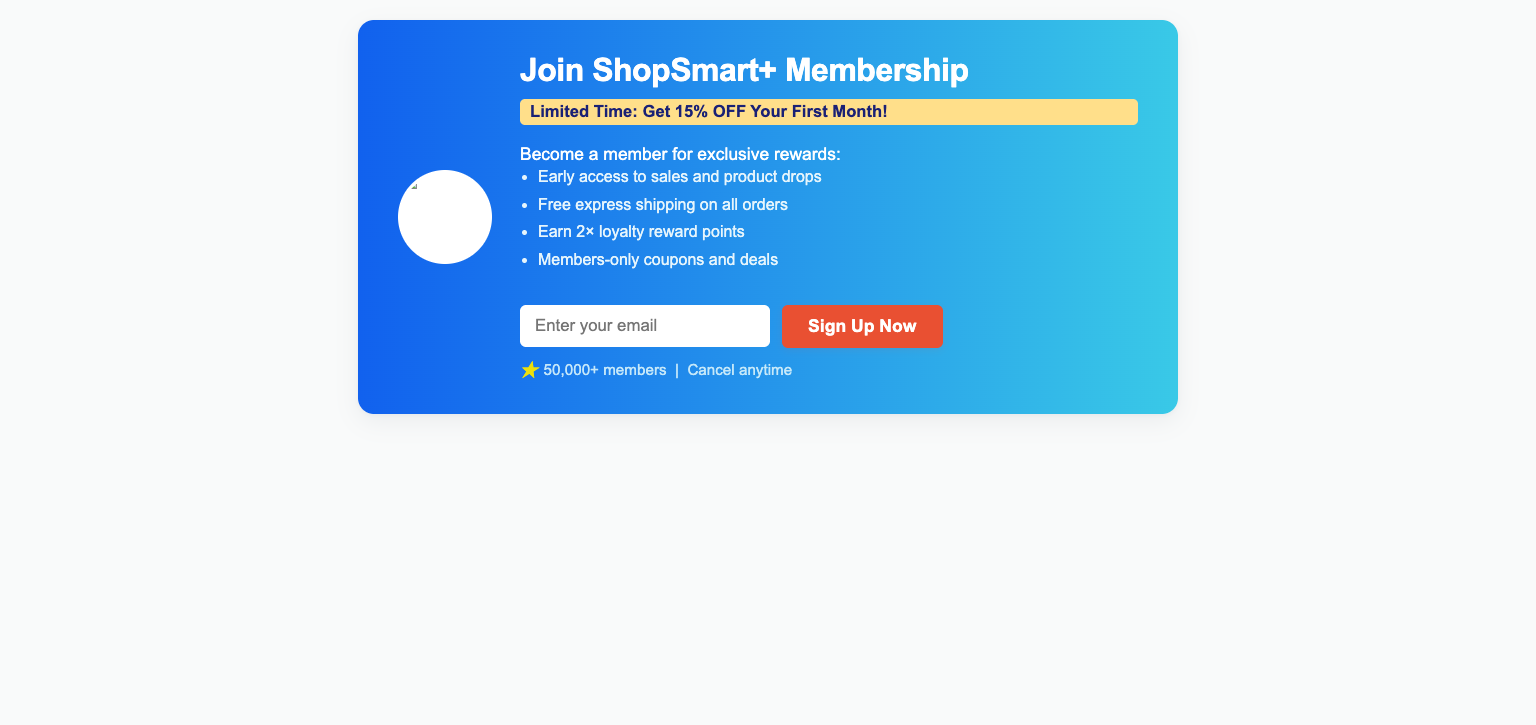 Join ShopSmart+ Membership
Limited Time: Get 15% OFF Your First Month!
Become a member for exclusive rewards:
Early access to sales and product drops
Free express shipping on all orders
Earn 2× loyalty reward points
Members-only coupons and deals
Enter your email
Sign Up Now
50,000+ members | Cancel anytime